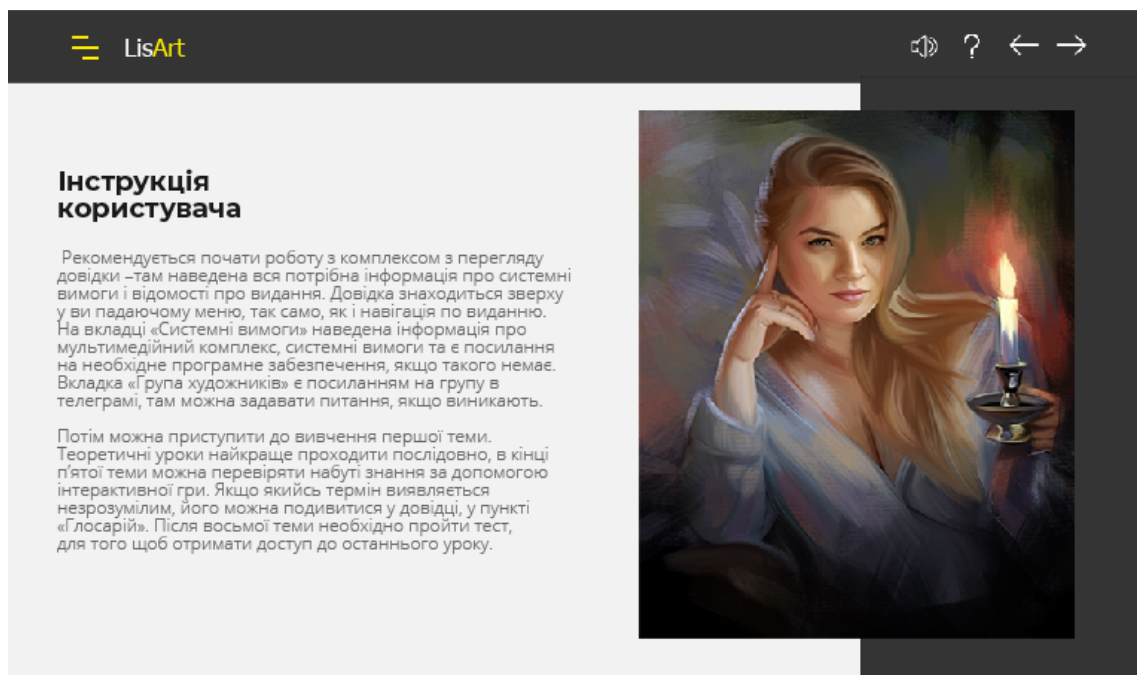 LisArt
?
Інструкція
користувача
Рекомендується почати роботу з комплексом з перегляду
довідки –там наведена вся потрібна інформація про системні
вимоги і відомості про видання. Довідка знаходиться зверху
у ви падаючому меню, так само, як і навігація по виданню.
На вкладці «Системні вимоги» наведена інформація про
мультимедійний комплекс, системні вимоги та є посилання
на необхідне програмне забезпечення, якщо такого немає.
Вкладка «Група художників» є посиланням на групу в
телеграмі, там можна задавати питання, якщо виникають.
Потім можна приступити до вивчення першої теми.
Теоретичні уроки найкраще проходити послідовно, в кінці
п’ятої теми можна перевіряти набуті знання за допомогою
інтерактивної гри. Якщо якийсь термін виявляється
незрозумілим, його можна подивитися у довідці, у пункті
«Глосарій». Після восьмої теми необхідно пройти тест,
для того щоб отримати доступ до останнього уроку.